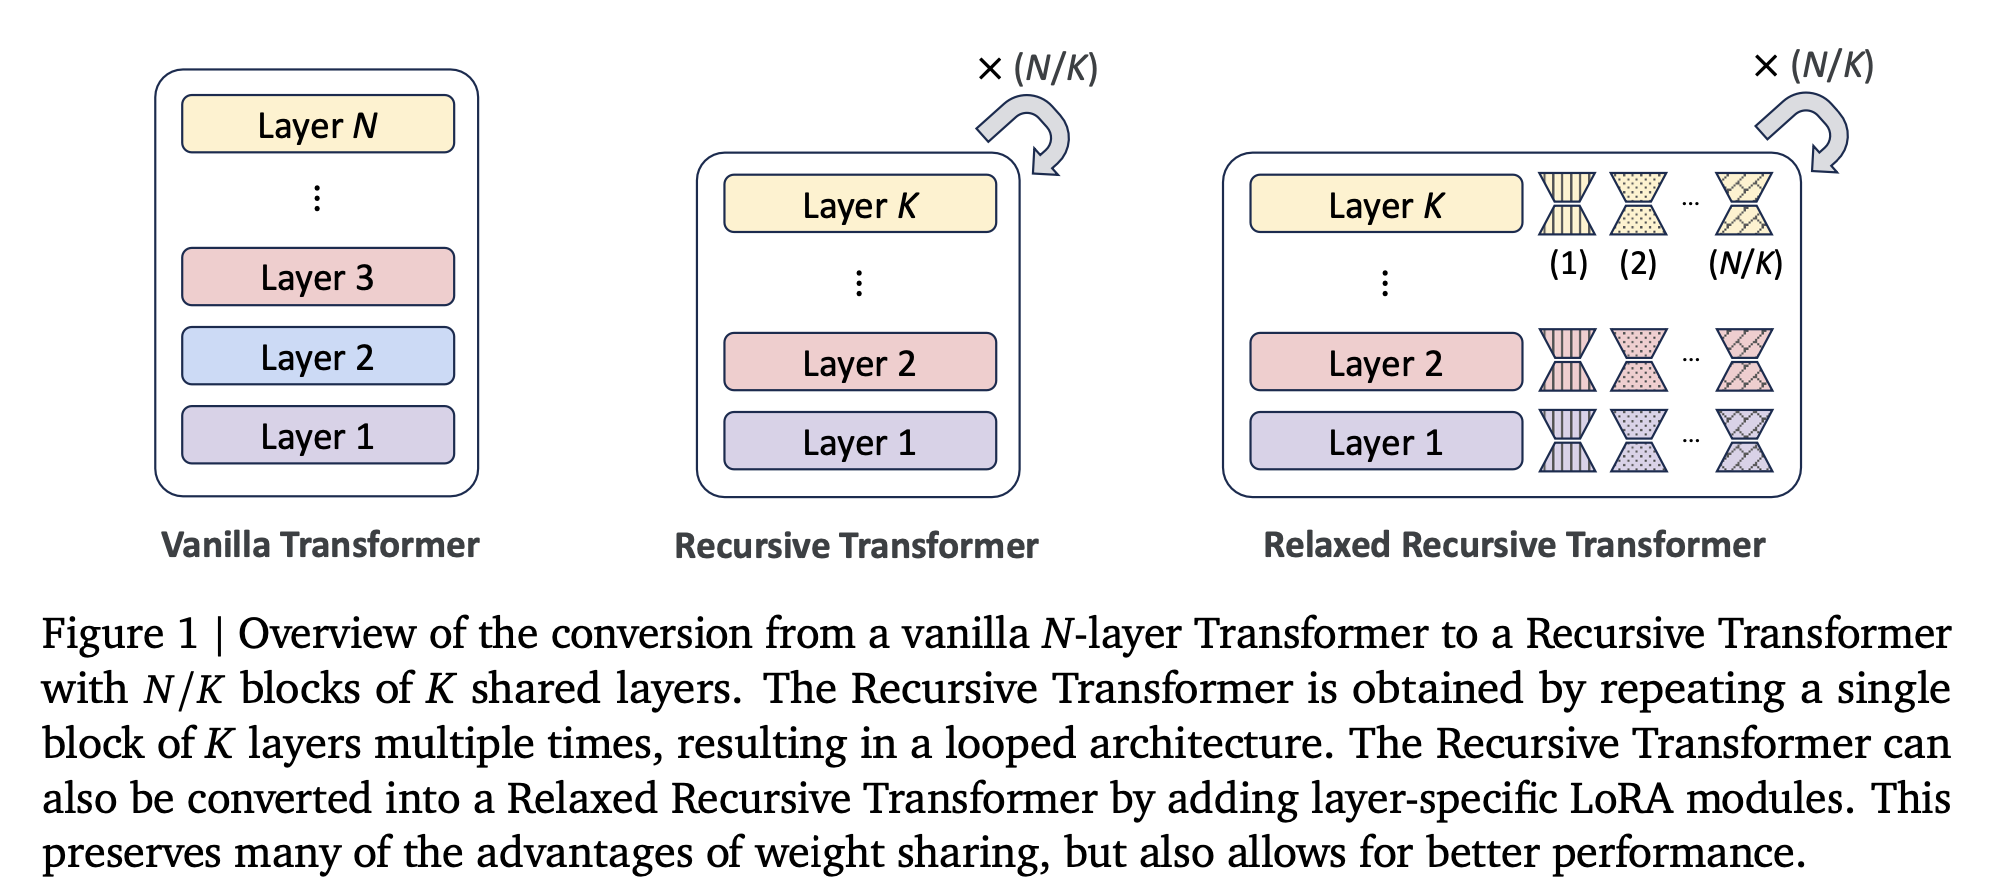 Layer N
⋮
Layer 3
Layer 2
Layer 1
Vanilla Transformer
× (N/K)
Layer K
⋮
Layer 2
Layer 1
Recursive Transformer
× (N/K)
Layer K ...
(1) (2) (N/K)
⋮
Layer 2 ...
Layer 1 ...
Relaxed Recursive Transformer
Figure 1 | Overview of the conversion from a vanilla N-layer Transformer to a Recursive Transformer
with N/K blocks of K shared layers. The Recursive Transformer is obtained by repeating a single
block of K layers multiple times, resulting in a looped architecture. The Recursive Transformer can
also be converted into a Relaxed Recursive Transformer by adding layer-specific LoRA modules. This
preserves many of the advantages of weight sharing, but also allows for better performance.